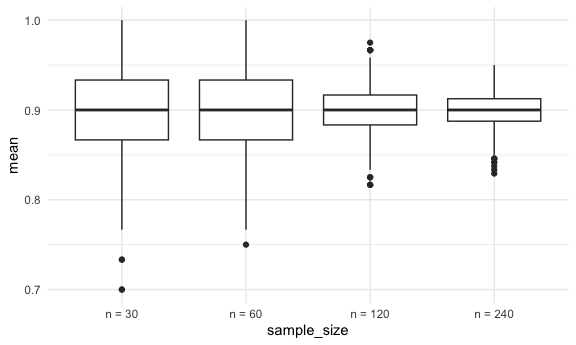 1.0
0.9
0.8
0.7
mean
n = 30 n = 60 n = 120 n = 240
sample_size